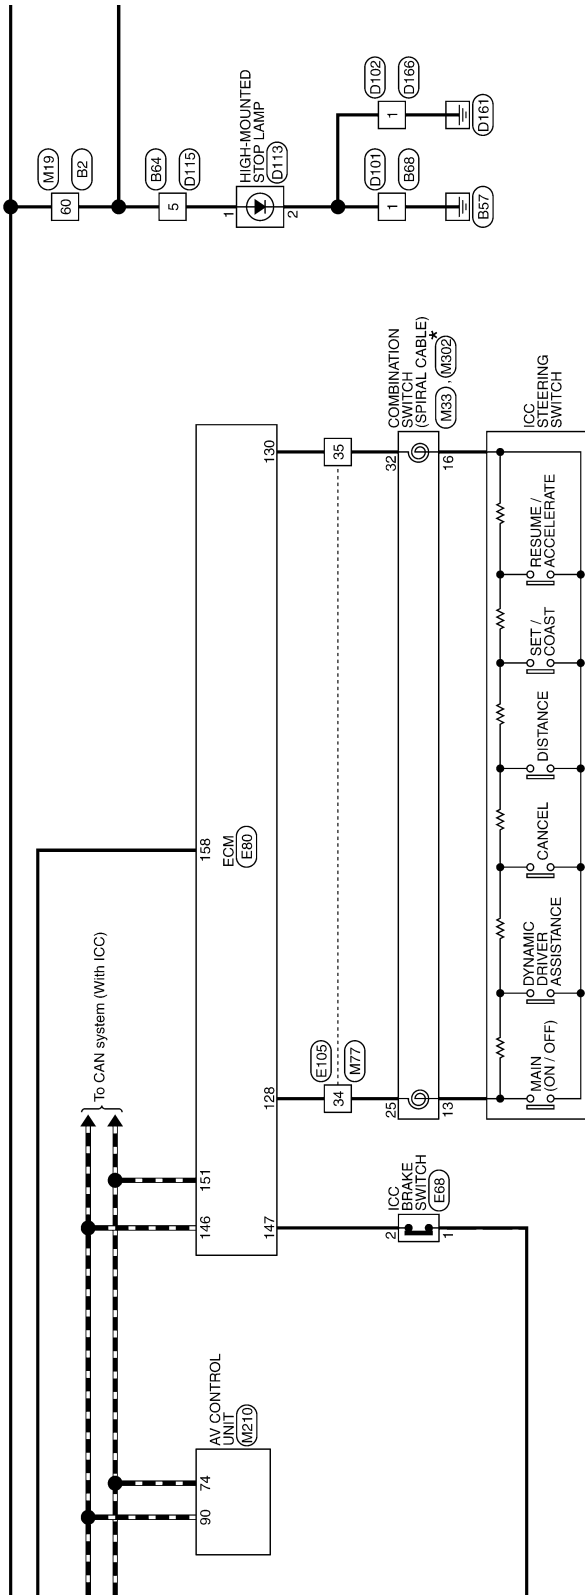 To CAN system (With ICC)
AV CONTROL
UNIT
M210
90
74
146
151
158
ECM
E80
147
128
130
34
E105
M77
35
ICC
BRAKE
SWITCH
E68
2
1
25
13
32
16
COMBINATION
SWITCH
(SPIRAL CABLE)
*
M33 , M302
ICC
STEERING
SWITCH
MAIN
(ON / OFF)
DYNAMIC
DRIVER
ASSISTANCE
CANCEL
DISTANCE
SET /
COAST
RESUME /
ACCELERATE
60
M19
B2
5
B64
D115
1
2
HIGH-MOUNTED
STOP LAMP
D113
1
D101
B68
B57
1
D102
D166
D161